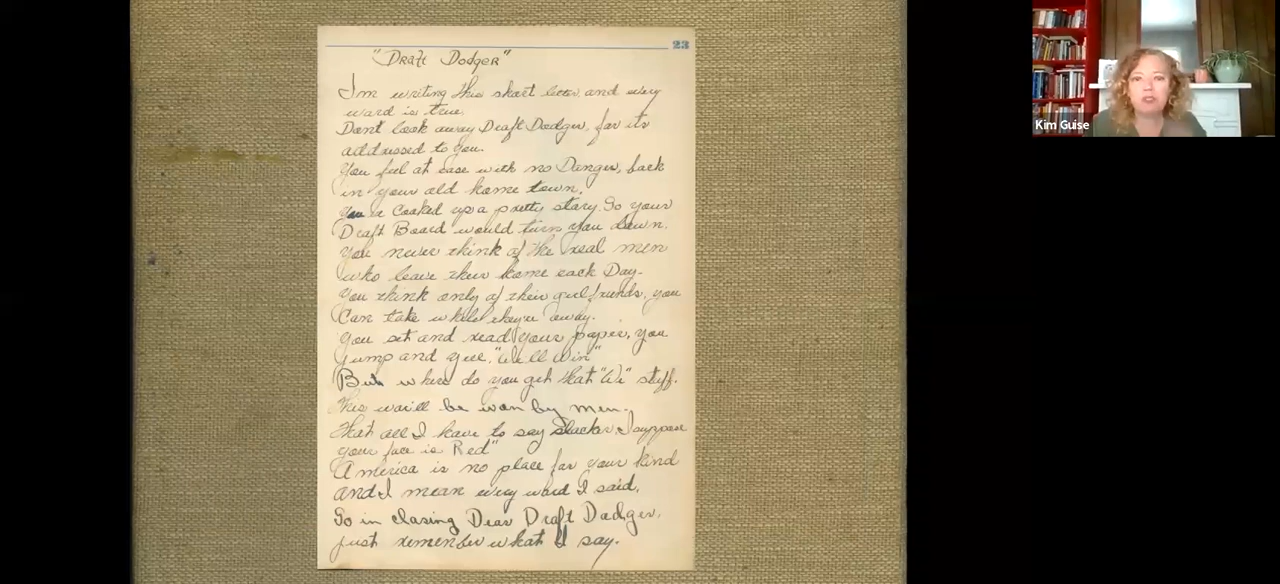 23
"Draft Dodger"
I'm writing this short letter, and every
word is true.
Don't look away Draft Dodger, for its
addressed to you.
You feel at ease with no Danger, back
in your old home town.
You've Cooked up a pretty story So your
Draft Board would turn you down.
You never think of the real men
who leave their home each Day.
You think only of their girl friends, you
Can take while they're away.
You sit and read your paper, you
Jump and yell, "We'll Win"
But where do you get that "We" stuff.
This war'll be won by men.
That all I have to say Slacker I suppose
your face is Red"
America is no place for your kind
and I mean every word I said.
So in closing Dear Draft Dodger,
just remember what I say.
Kim Guise